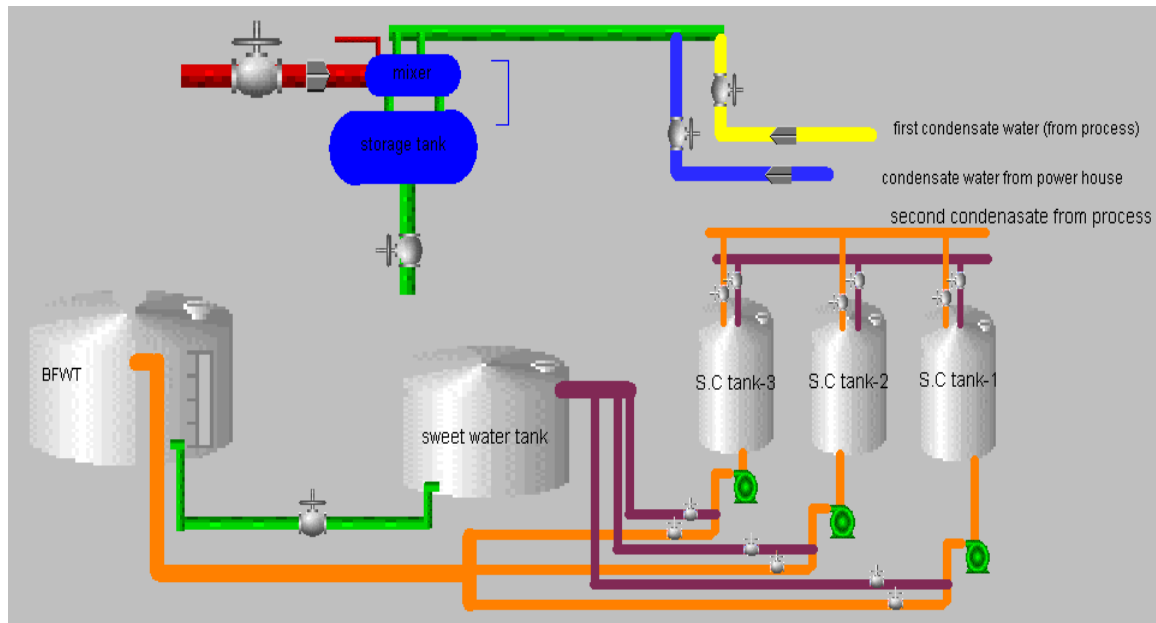 mixer
storage tank
first condensate water (from process)
condensate water from power house
second condenasate from process
BFWT
sweet water tank
S.C tank-3
S.C tank-2
S.C tank-1